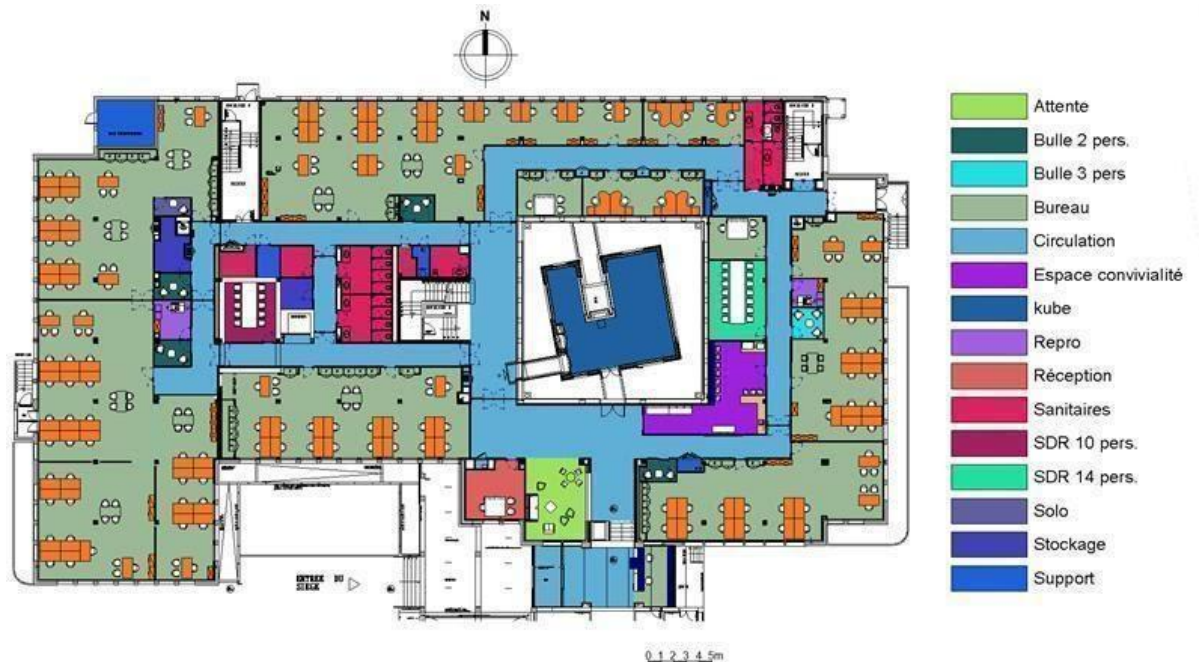 N
Attente
Bulle 2 pers.
Bulle 3 pers
Bureau
Circulation
Espace convivialité
kube
Repro
Réception
Sanitaires
SDR 10 pers.
SDR 14 pers.
Solo
Stockage
Support
ENTREE DU
SIEGE
0 1 2 3 4 5m